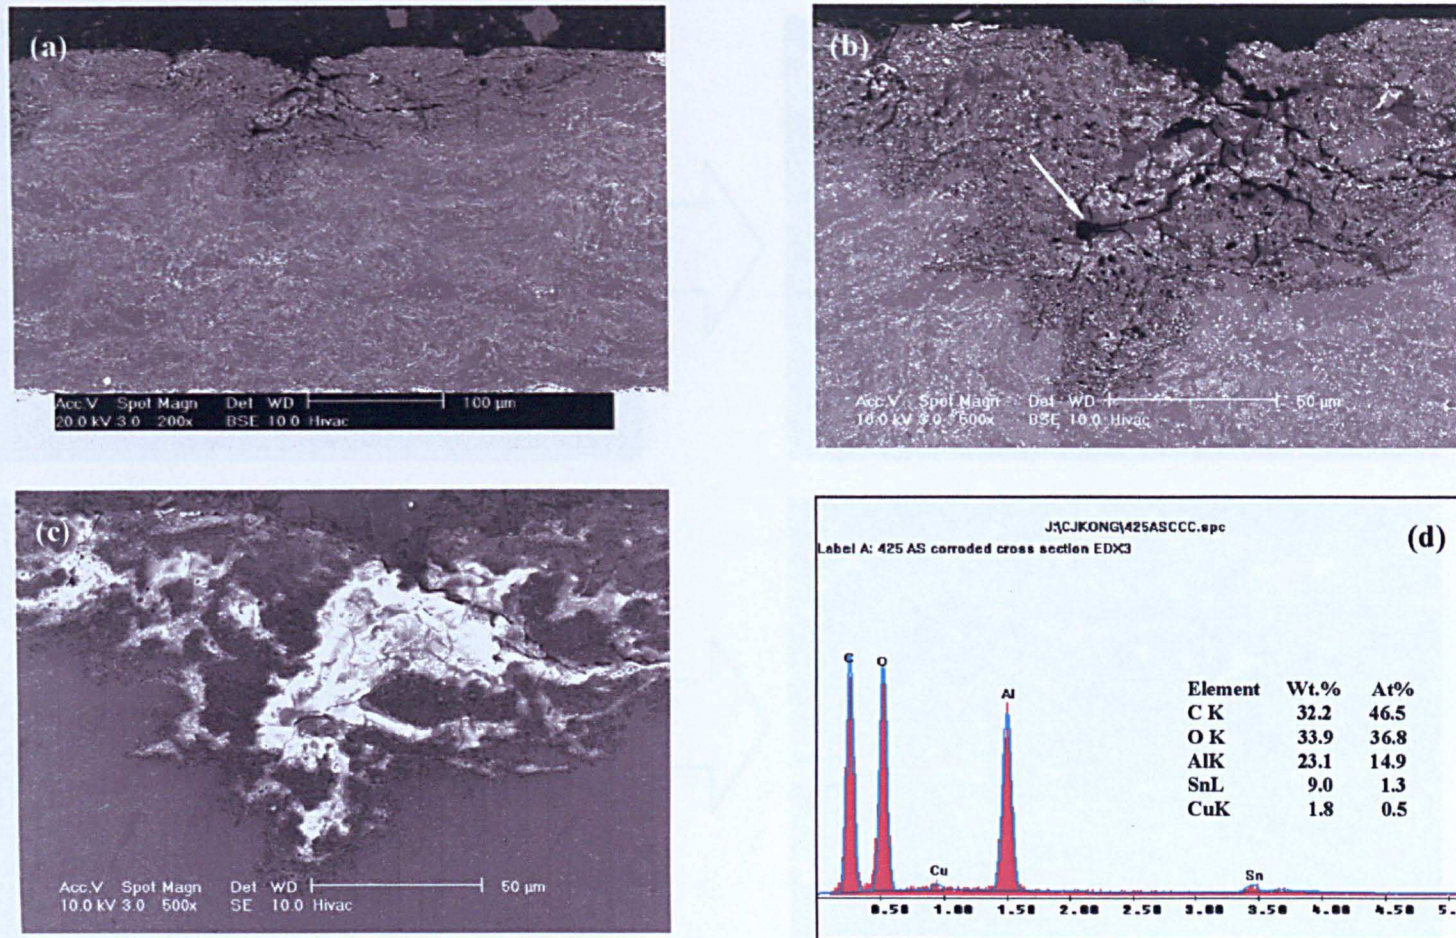 (a)
Acc.V Spot Magn Det WD 100 µm
20.0 kV 3.0 200x BSE 10.0 Hivac
(b)
Acc.V Spot Magn Det WD 50 µm
10.0 kV 3.0 500x BSE 10.0 Hivac
(c)
Acc.V Spot Magn Det WD 50 µm
10.0 kV 3.0 500x SE 10.0 Hivac
J:\CJKONG\425ASCCC.spc
(d)
Label A: 425 AS corroded cross section EDX3
C O Al Cu Sn
Element Wt.% At%
C K 32.2 46.5
O K 33.9 36.8
AlK 23.1 14.9
SnL 9.0 1.3
CuK 1.8 0.5
0.50 1.00 1.50 2.00 2.50 3.00 3.50 4.00 4.50